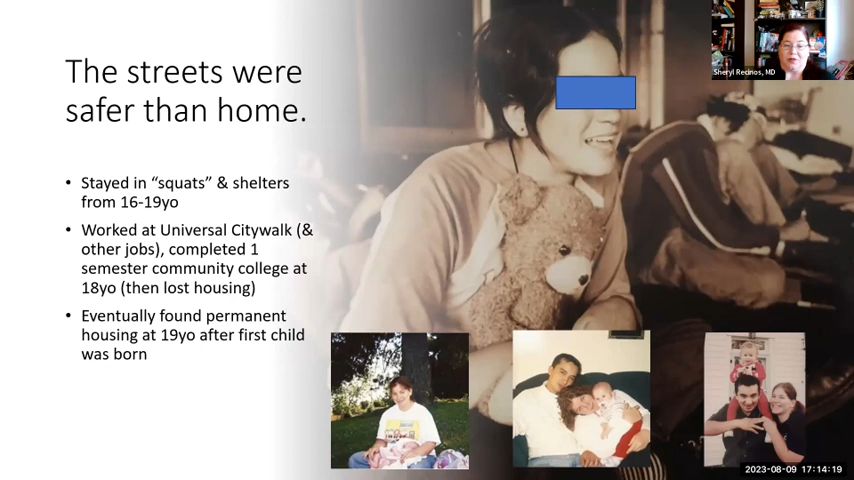 The streets were
safer than home.
• Stayed in “squats” & shelters
from 16-19yo
• Worked at Universal Citywalk (&
other jobs), completed 1
semester community college at
18yo (then lost housing)
• Eventually found permanent
housing at 19yo after first child
was born
Sheryl Recinos, MD
2023-08-09 17:14:19